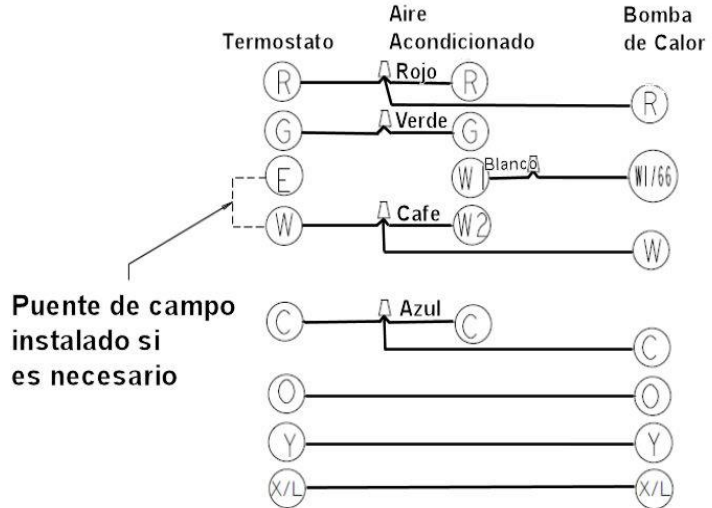 Termostato
Aire
Acondicionado
Bomba
de Calor
R
Rojo
R
R
G
Verde
G
E
W1
Blanco
W1/66
W
Cafe
W2
W
Puente de campo
instalado si
es necesario
C
Azul
C
C
O
O
Y
Y
X/L
X/L